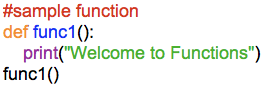 #sample function
def func1():
    print("Welcome to Functions")
func1()